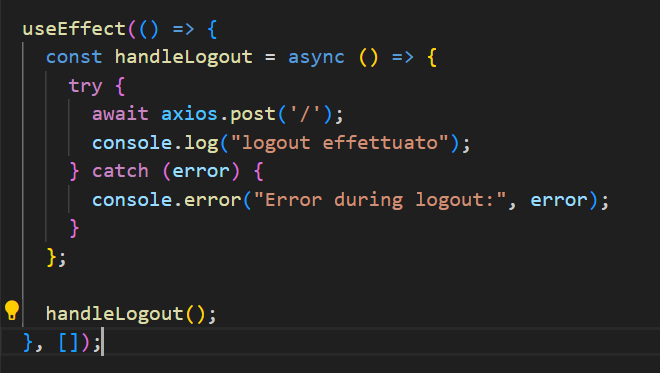 useEffect(() => {
  const handleLogout = async () => {
    try {
      await axios.post('/');
      console.log("logout effettuato");
    } catch (error) {
      console.error("Error during logout:", error);
    }
  };

  handleLogout();
}, []);